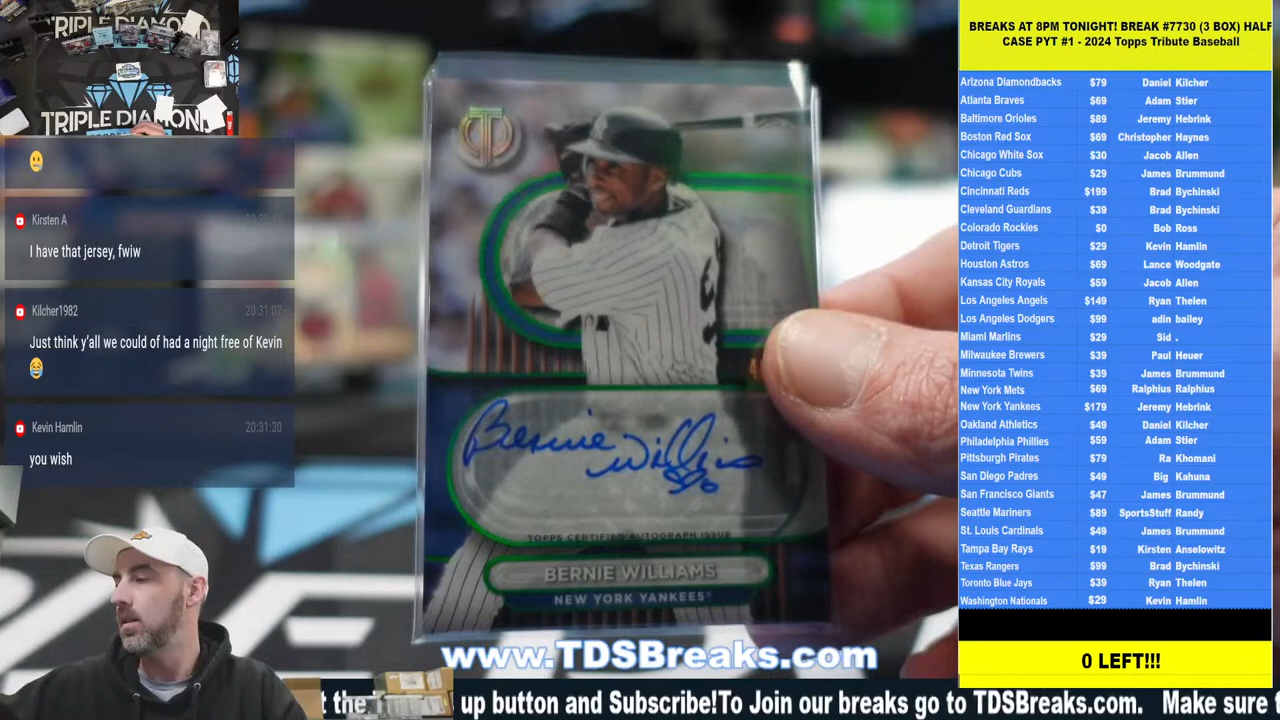 TRIPLE DIAMOND
TRIPLE DIAMOND
Kirsten A
I have that jersey, fwiw
Kilcher1982 20:31:07
Just think y'all we could of had a night free of Kevin
😂
Kevin Hamlin 20:31:30
you wish
Bernie Williams
TOPPS CERTIFIED AUTOGRAPH ISSUE
BERNIE WILLIAMS
NEW YORK YANKEES
www.TDSBreaks.com
BREAKS AT 8PM TONIGHT! BREAK #7730 (3 BOX) HALF
CASE PYT #1 - 2024 Topps Tribute Baseball
Arizona Diamondbacks $79 Daniel Kilcher
Atlanta Braves $69 Adam Stier
Baltimore Orioles $89 Jeremy Hebrink
Boston Red Sox $69 Christopher Haynes
Chicago White Sox $30 Jacob Allen
Chicago Cubs $29 James Brummund
Cincinnati Reds $199 Brad Bychinski
Cleveland Guardians $39 Brad Bychinski
Colorado Rockies $0 Bob Ross
Detroit Tigers $29 Kevin Hamlin
Houston Astros $69 Lance Woodgate
Kansas City Royals $59 Jacob Allen
Los Angeles Angels $149 Ryan Thelen
Los Angeles Dodgers $99 adin bailey
Miami Marlins $29 Sid .
Milwaukee Brewers $39 Paul Heuer
Minnesota Twins $39 James Brummund
New York Mets $69 Ralphius Ralphius
New York Yankees $179 Jeremy Hebrink
Oakland Athletics $49 Daniel Kilcher
Philadelphia Phillies $59 Adam Stier
Pittsburgh Pirates $79 Ra Khomani
San Diego Padres $49 Big Kahuna
San Francisco Giants $47 James Brummund
Seattle Mariners $89 SportsStuff Randy
St. Louis Cardinals $49 James Brummund
Tampa Bay Rays $19 Kirsten Anselowitz
Texas Rangers $99 Brad Bychinski
Toronto Blue Jays $39 Ryan Thelen
Washington Nationals $29 Kevin Hamlin
0 LEFT!!!
up button and Subscribe!To Join our breaks go to TDSBreaks.com. Make sure